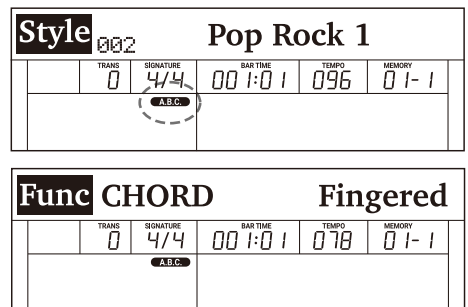 Style 002 Pop Rock 1
TRANS SIGNATURE BAR TIME TEMPO MEMORY
0 4/4 001:01 096 01-1
A.B.C.
Func CHORD Fingered
TRANS SIGNATURE BAR TIME TEMPO MEMORY
0 4/4 001:01 078 01-1
A.B.C.